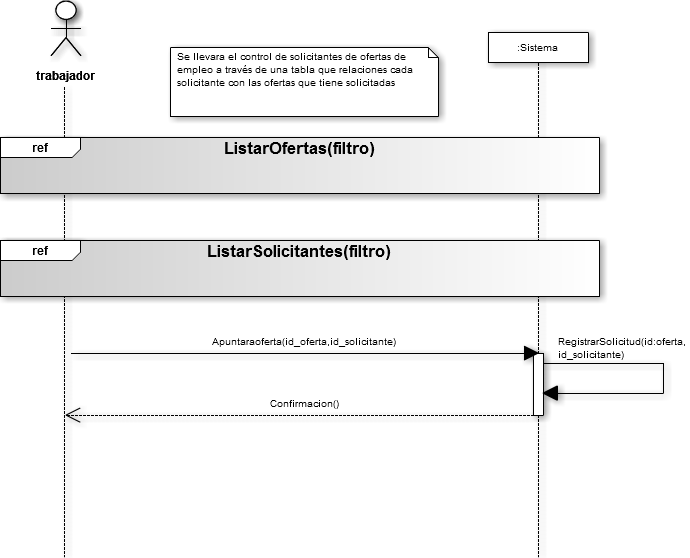 trabajador
Se llevara el control de solicitantes de ofertas de
empleo a través de una tabla que relaciones cada
solicitante con las ofertas que tiene solicitadas
:Sistema
ref
ListarOfertas(filtro)
ref
ListarSolicitantes(filtro)
Apuntaraoferta(id_oferta,id_solicitante)
RegistrarSolicitud(id:oferta,
id_solicitante)
Confirmacion()